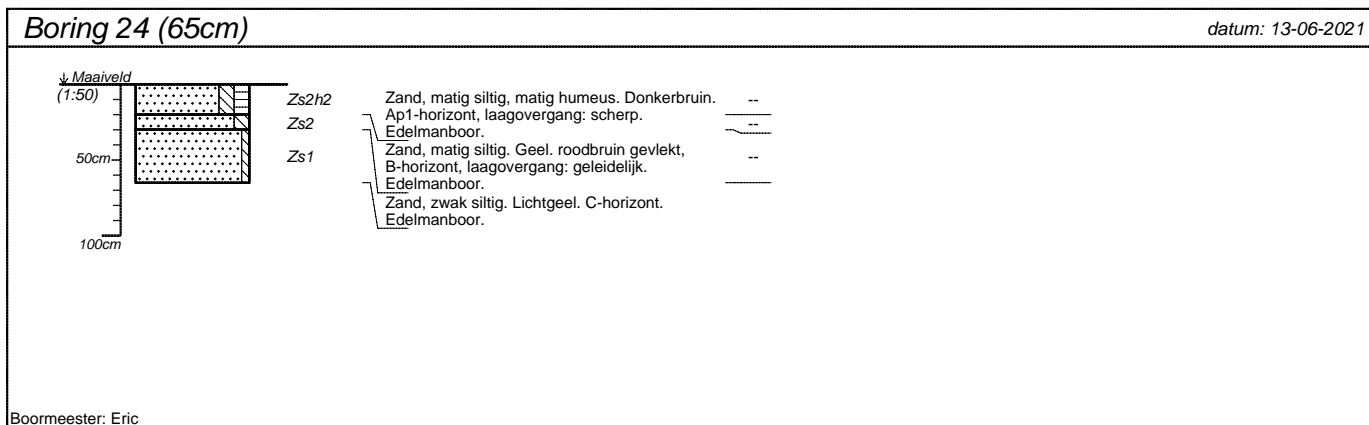 Boring 24 (65cm)
datum: 13-06-2021
Maaiveld
(1:50)
Zs2h2
Zand, matig siltig, matig humeus. Donkerbruin.
Ap1-horizont, laagovergang: scherp.
Edelmanboor.
--
Zs2
--
50cm
Zs1
Zand, matig siltig. Geel. roodbruin gevlekt,
B-horizont, laagovergang: geleidelijk.
Edelmanboor.
--
Zand, zwak siltig. Lichtgeel. C-horizont.
Edelmanboor.
100cm
Boormeester: Eric